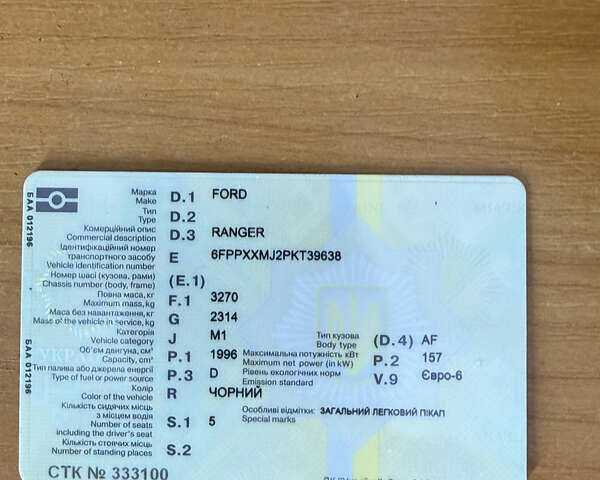 БАА 012196
Марка
Make D.1 FORD
Тип
Type D.2
Комерційний опис
Commercial description D.3 RANGER
Ідентифікаційний номер
транспортного засобу E 6FPPXXMJ2PKT39638
Vehicle identification number
Номер шасі (кузова, рами) (E.1)
Chassis number (body, frame)
Повна маса, кг F.1 3270
Maximum mass, kg
Маса без навантаження, кг G 2314
Mass of the vehicle in service, kg
Категорія J M1 Тип кузова (D.4) AF
Vehicle category Body type
Об'єм двигуна, см³ P.1 1996 Максимальна потужність кВт P.2 157
Capacity, cm³ Maximum net power (in kW)
Тип палива або джерела енергії P.3 D Рівень екологічних норм V.9 Євро-6
Type of fuel or power source Emission standard
Колір R ЧОРНИЙ
Color of the vehicle
Кількість сидячих місць
з місцем водія S.1 5 Особливі відмітки: ЗАГАЛЬНИЙ ЛЕГКОВИЙ ПІКАП
Number of seats Special marks
including the driver's seat
Кількість стоячих місць S.2
Number of standing places
БАА 012196
СТК № 333100